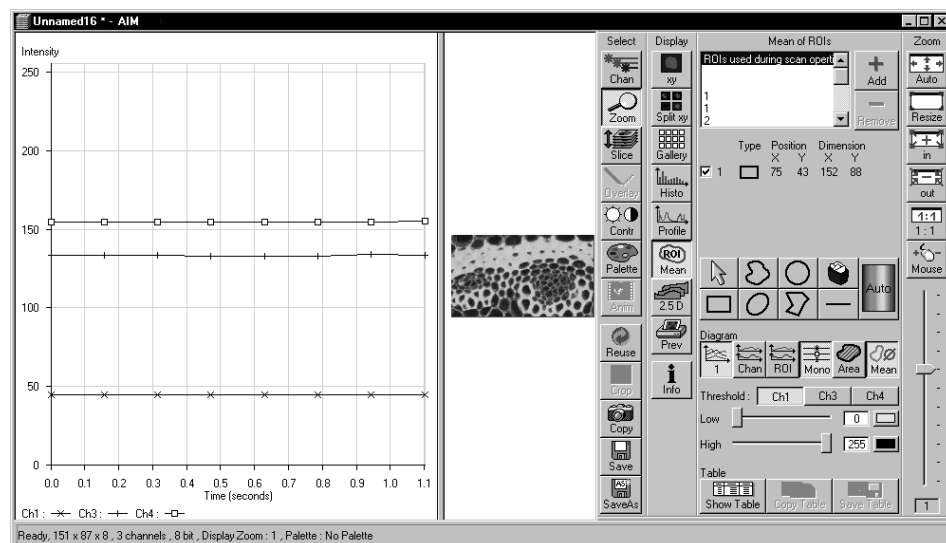 Unnamed16 * - AIM
Intensity
250
200
150
100
50
0
0.0 0.1 0.2 0.3 0.4 0.5 0.6 0.7 0.8 0.9 1.0 1.1
Time (seconds)
Ch1 : Ch3 : Ch4 :
Select
Chan
Zoom
Slice
Overlay
Contr
Palette
Anim
Reuse
Crop
Copy
Save
AS
SaveAs
Display
xy
Split xy
Gallery
Histo
Profile
ROI
Mean
2.5 D
Prev
i
Info
Mean of ROIs
ROIs used during scan opert
1
1
2
Add
Remove
Type Position Dimension
X Y X Y
1 75 43 152 88
Auto
Diagram
1 Chan ROI Mono Area Mean
Threshold : Ch1 Ch3 Ch4
Low 0
High 255
Table
Show Table Copy Table Save Table
Zoom
Auto
Resize
in
out
1:1
1 : 1
Mouse
1
Ready, 151 x 87 x 8 , 3 channels , 8 bit , Display Zoom : 1 , Palette : No Palette